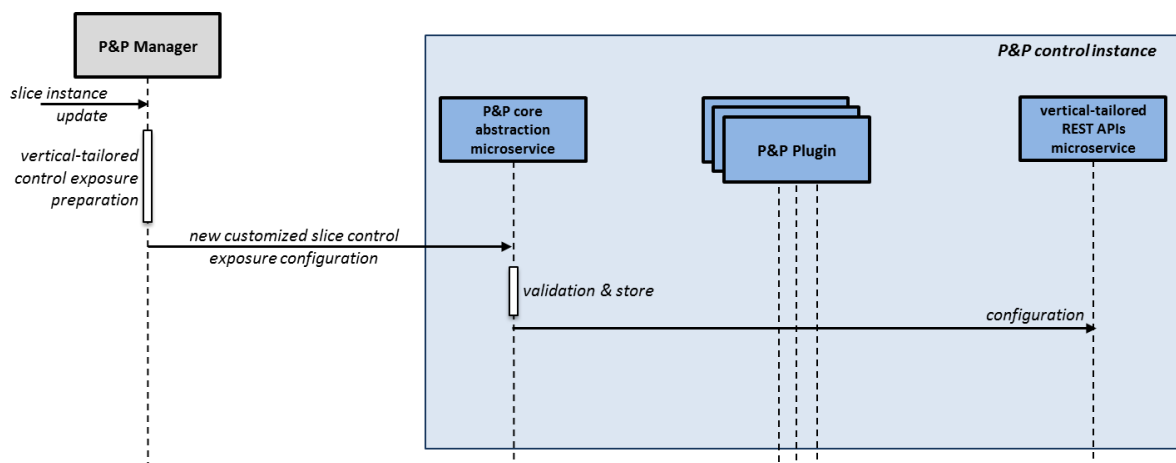 P&P Manager
P&P control instance
slice instance
update
P&P core
abstraction
microservice
P&P Plugin
vertical-tailored
REST APIs
microservice
vertical-tailored
control exposure
preparation
new customized slice control
exposure configuration
validation & store
configuration